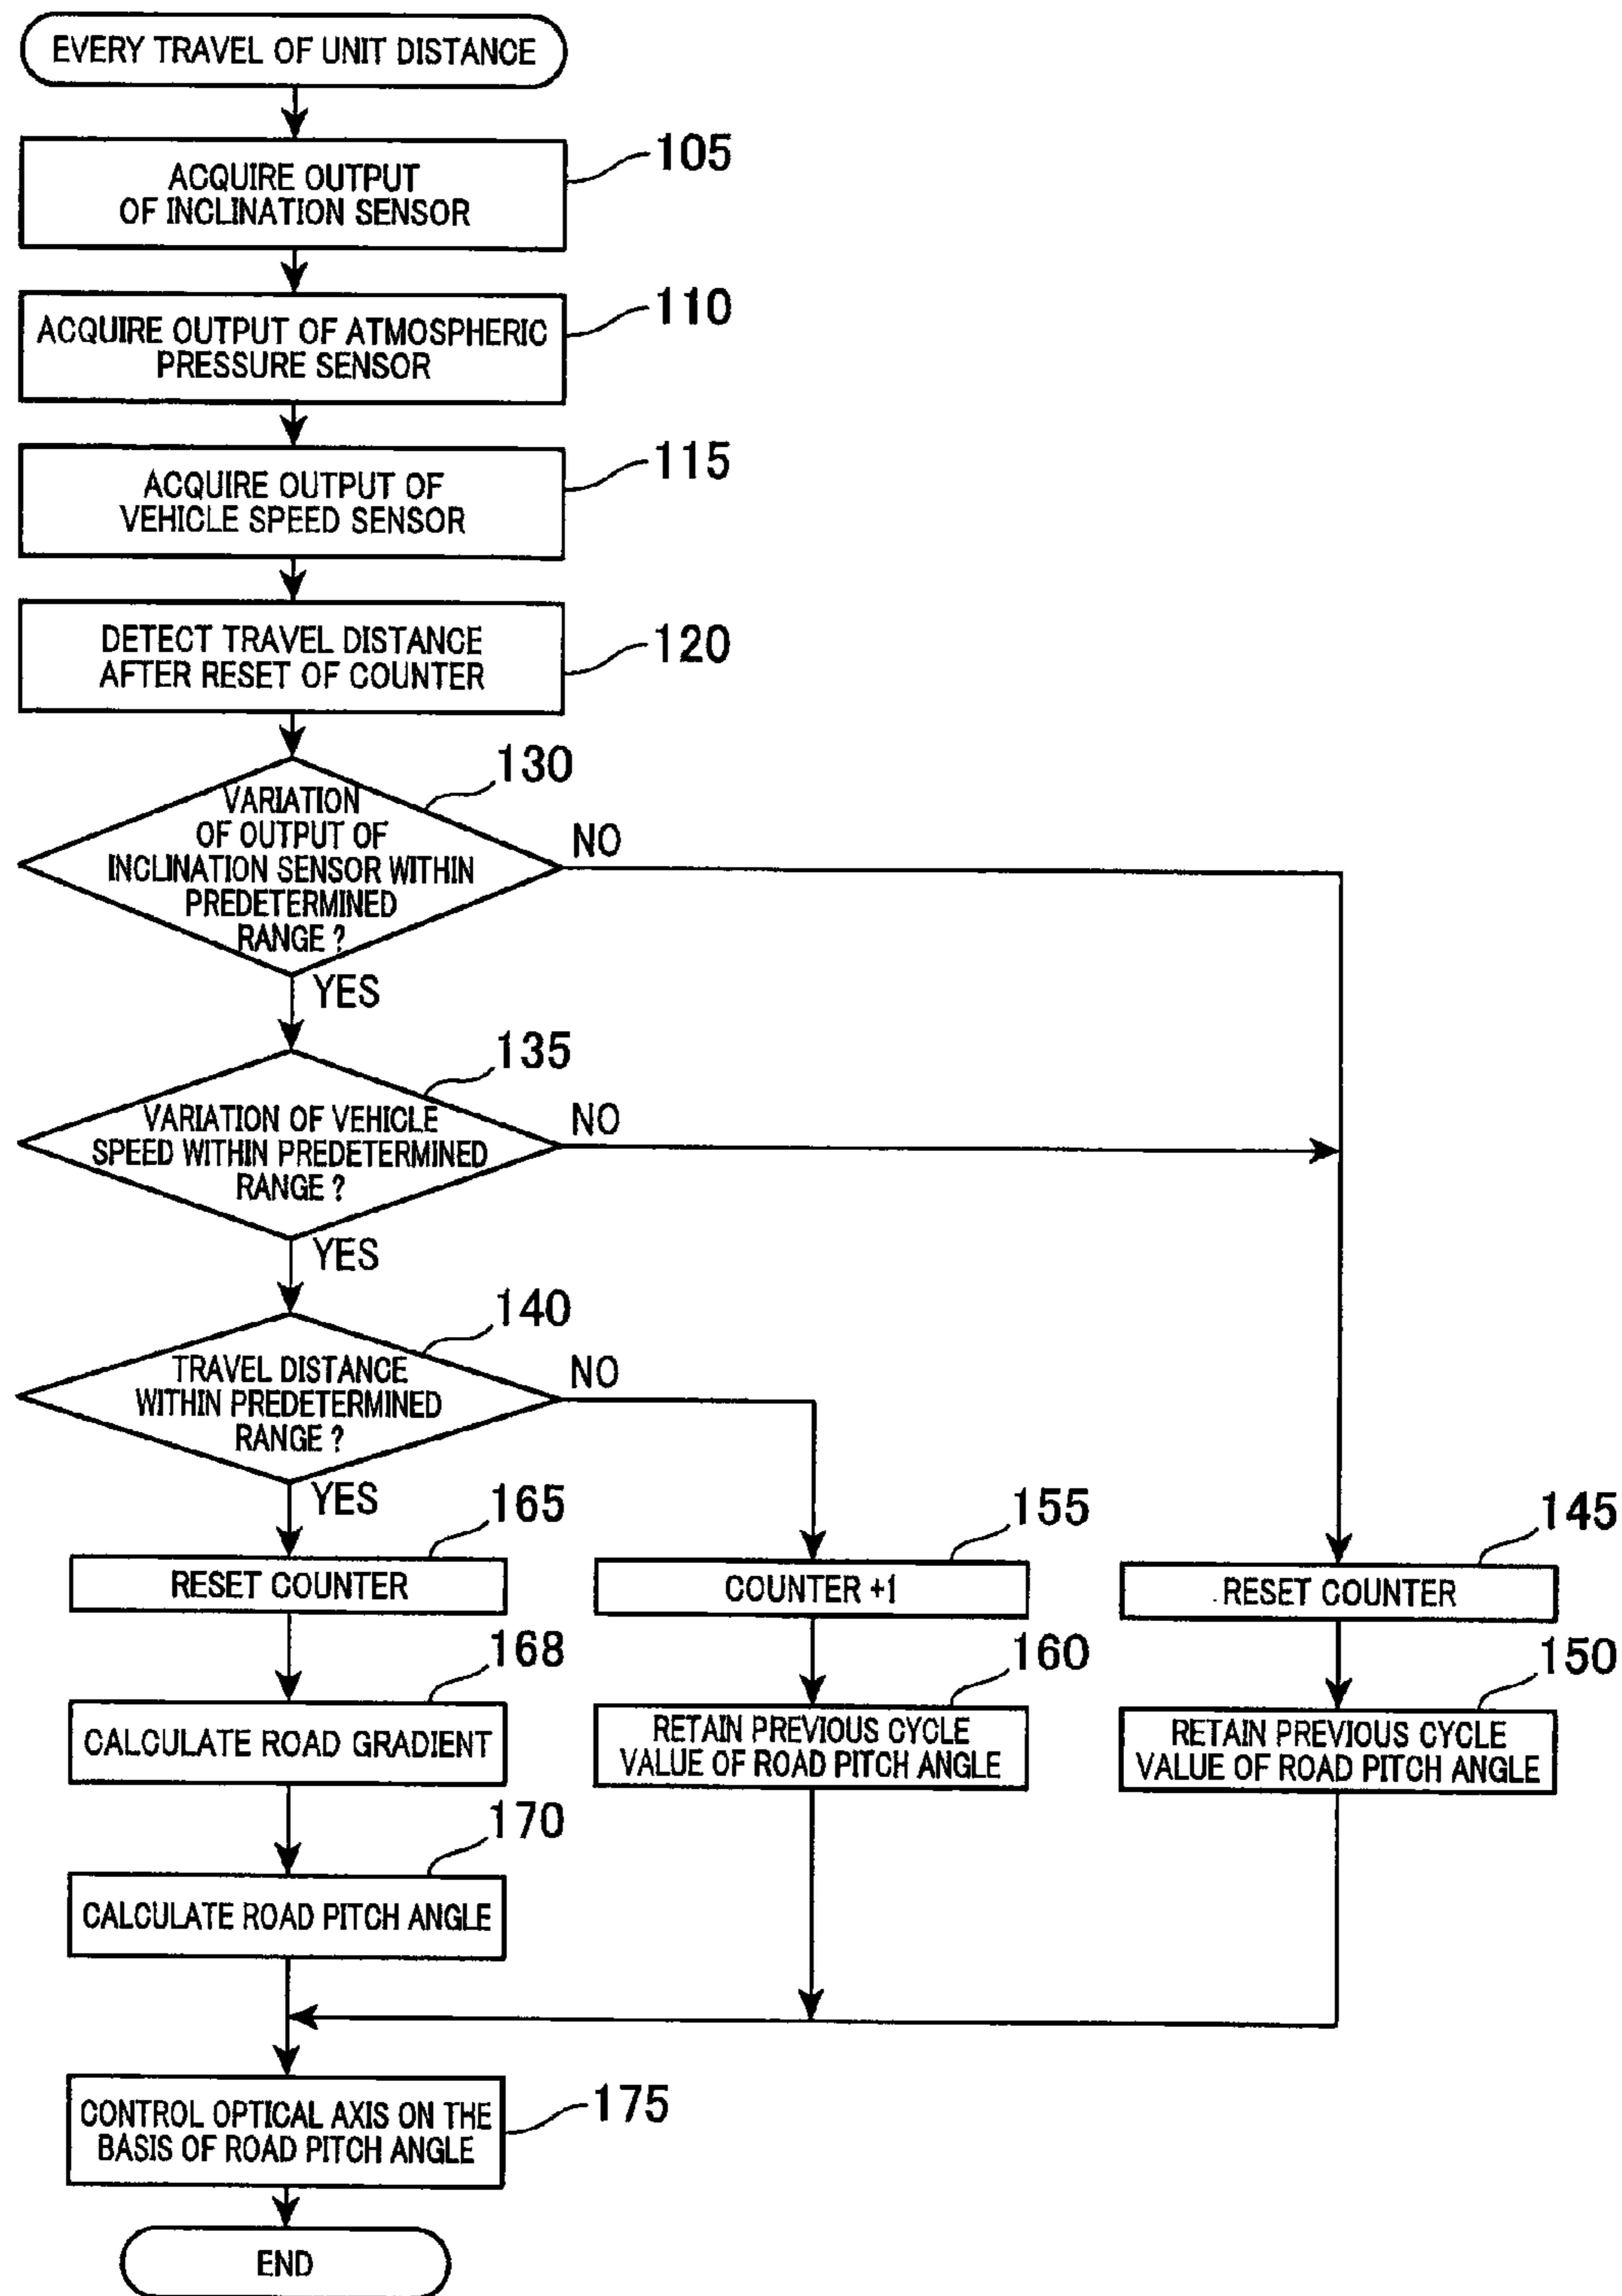 EVERY TRAVEL OF UNIT DISTANCE
ACQUIRE OUTPUT
OF INCLINATION SENSOR
105
ACQUIRE OUTPUT OF ATMOSPHERIC
PRESSURE SENSOR
110
ACQUIRE OUTPUT OF
VEHICLE SPEED SENSOR
115
DETECT TRAVEL DISTANCE
AFTER RESET OF COUNTER
120
130
VARIATION
OF OUTPUT OF
INCLINATION SENSOR WITHIN
PREDETERMINED
RANGE ?
NO
YES
135
VARIATION OF VEHICLE
SPEED WITHIN PREDETERMINED
RANGE ?
NO
YES
140
TRAVEL DISTANCE
WITHIN PREDETERMINED
RANGE ?
NO
YES
165
RESET COUNTER
155
COUNTER +1
145
RESET COUNTER
168
CALCULATE ROAD GRADIENT
160
RETAIN PREVIOUS CYCLE
VALUE OF ROAD PITCH ANGLE
150
RETAIN PREVIOUS CYCLE
VALUE OF ROAD PITCH ANGLE
170
CALCULATE ROAD PITCH ANGLE
CONTROL OPTICAL AXIS ON THE
BASIS OF ROAD PITCH ANGLE
175
END